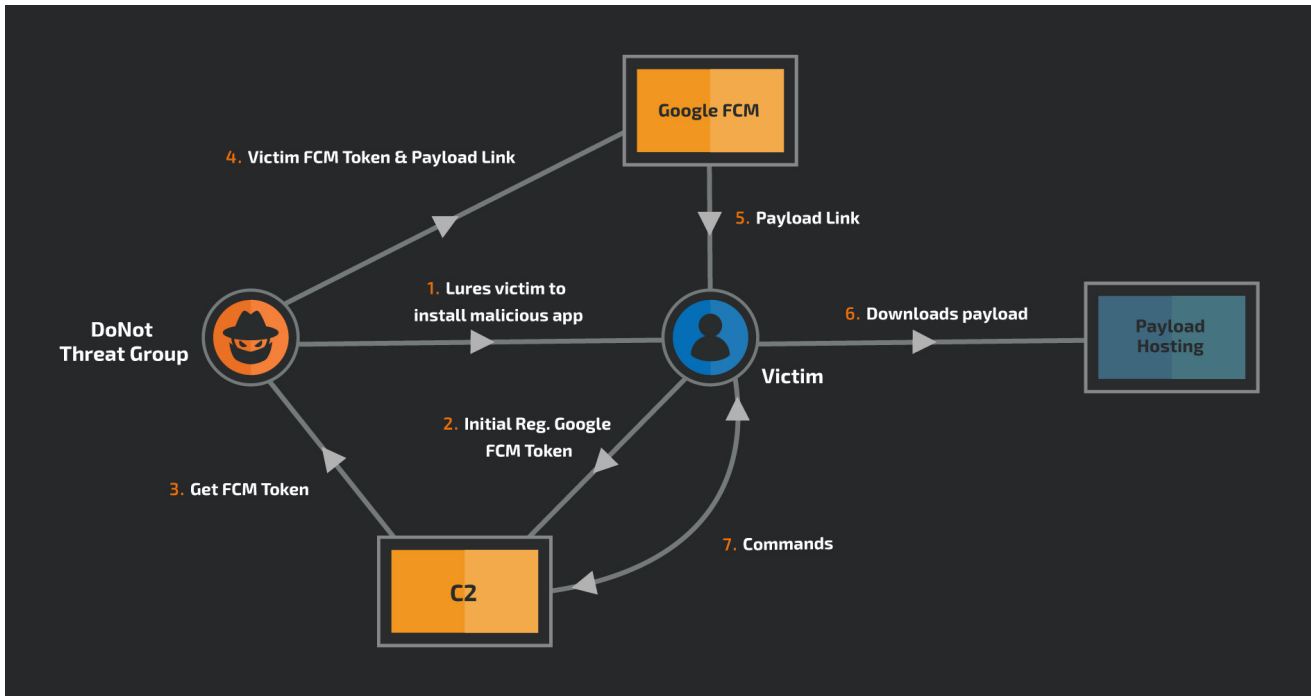 Google FCM
4. Victim FCM Token & Payload Link
5. Payload Link
1. Lures victim to
install malicious app
6. Downloads payload
Payload
Hosting
DoNot
Threat Group
Victim
2. Initial Reg. Google
FCM Token
3. Get FCM Token
7. Commands
C2